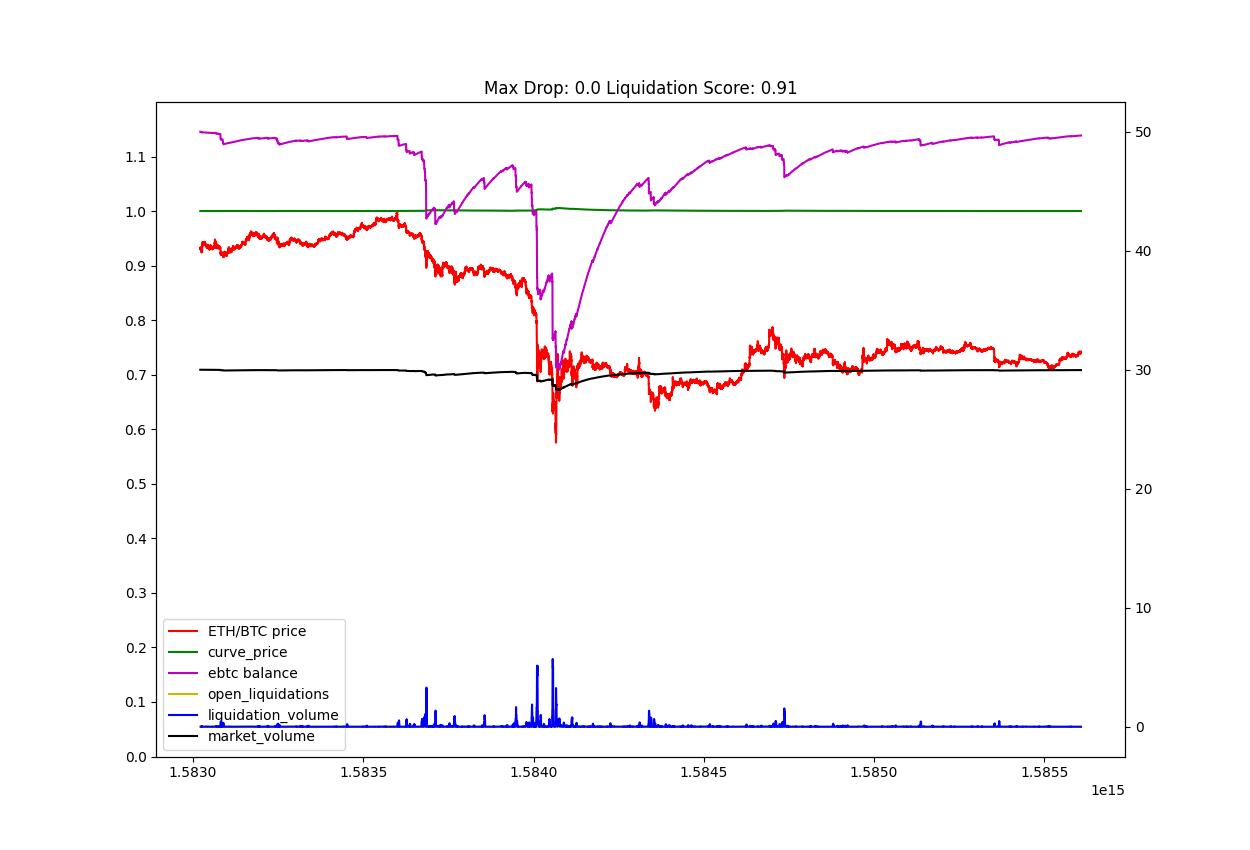 Max Drop: 0.0 Liquidation Score: 0.91
1.1
1.0
0.9
0.8
0.7
0.6
0.5
0.4
0.3
0.2
0.1
0.0
50
40
30
20
10
0
ETH/BTC price
curve_price
ebtc balance
open_liquidations
liquidation_volume
market_volume
1.5830 1.5835 1.5840 1.5845 1.5850 1.5855
1e15